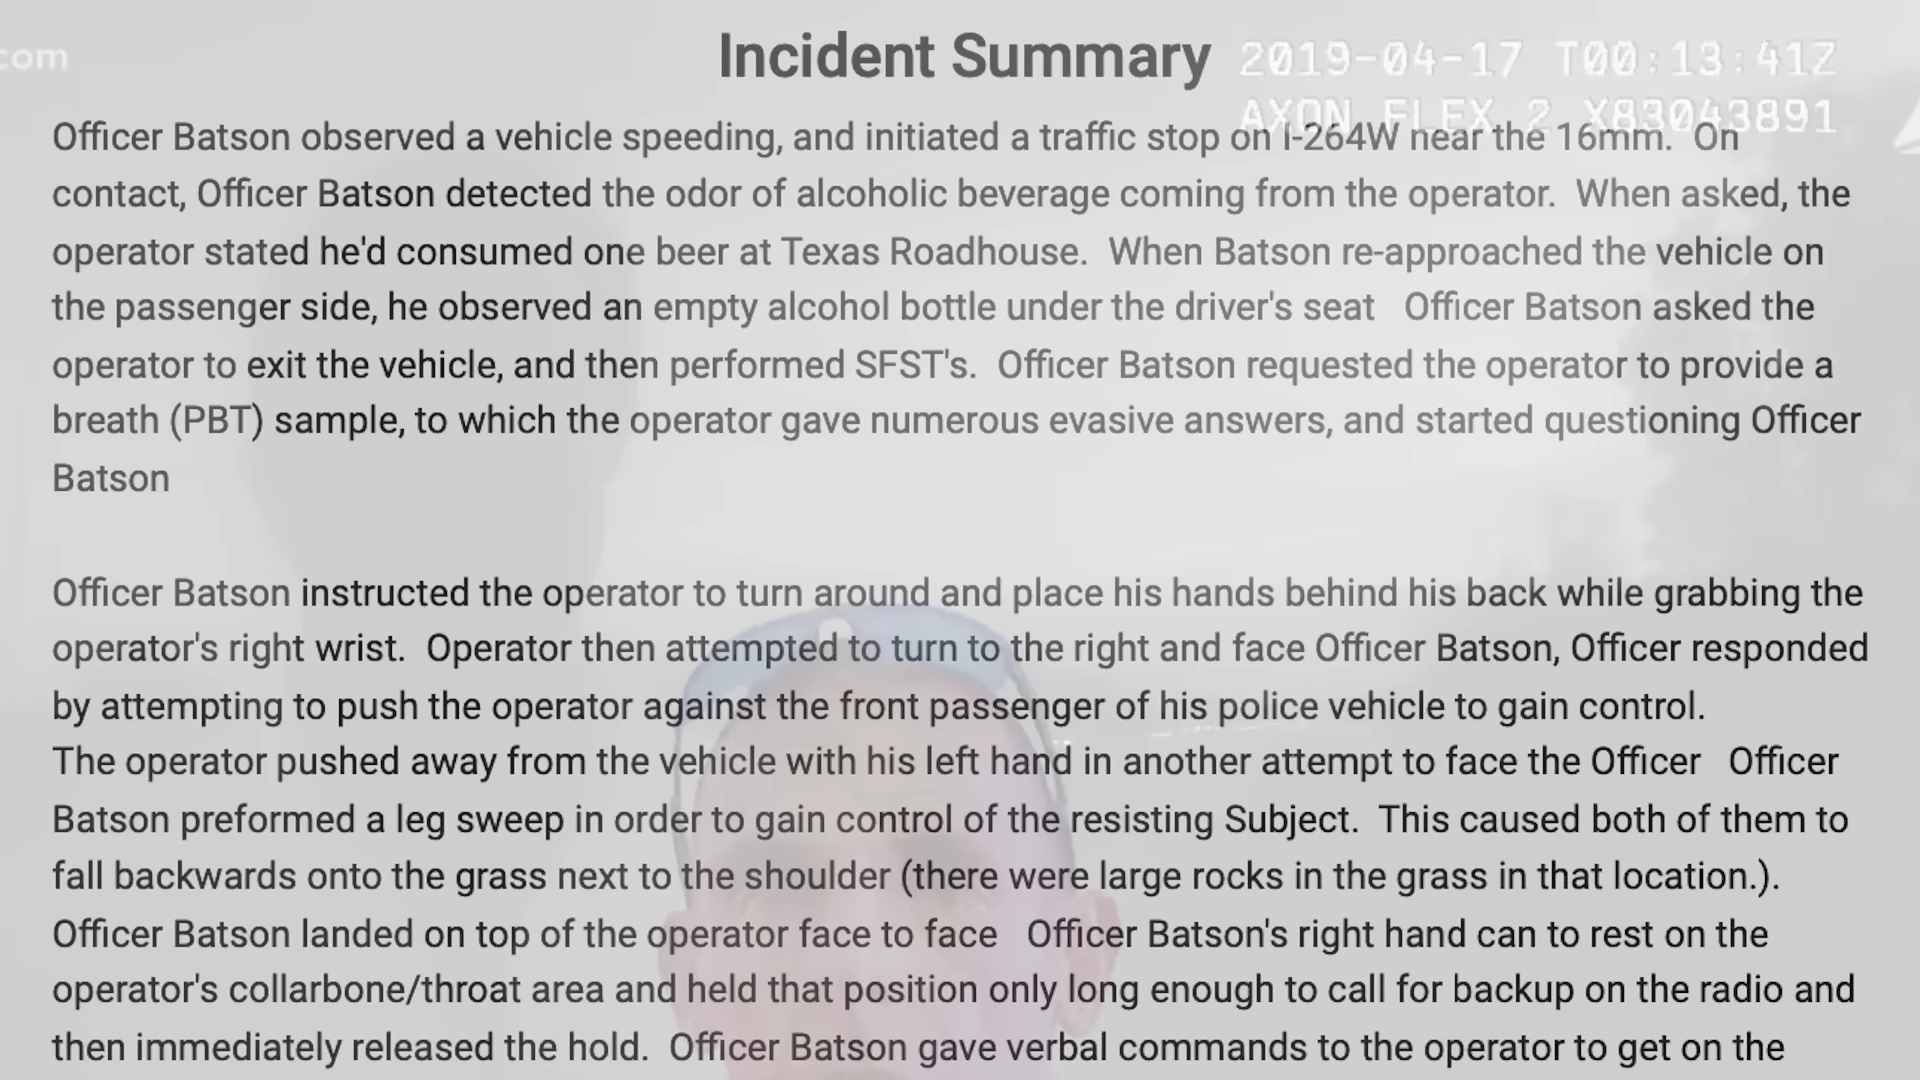 .com
Incident Summary
2019-04-17 T00:13:41Z
AXON FLEX 2 X83043891
Officer Batson observed a vehicle speeding, and initiated a traffic stop on I-264W near the 16mm.  On
contact, Officer Batson detected the odor of alcoholic beverage coming from the operator.  When asked, the
operator stated he'd consumed one beer at Texas Roadhouse.  When Batson re-approached the vehicle on
the passenger side, he observed an empty alcohol bottle under the driver's seat   Officer Batson asked the
operator to exit the vehicle, and then performed SFST's.  Officer Batson requested the operator to provide a
breath (PBT) sample, to which the operator gave numerous evasive answers, and started questioning Officer
Batson
Officer Batson instructed the operator to turn around and place his hands behind his back while grabbing the
operator's right wrist.  Operator then attempted to turn to the right and face Officer Batson, Officer responded
by attempting to push the operator against the front passenger of his police vehicle to gain control.
The operator pushed away from the vehicle with his left hand in another attempt to face the Officer   Officer
Batson preformed a leg sweep in order to gain control of the resisting Subject.  This caused both of them to
fall backwards onto the grass next to the shoulder (there were large rocks in the grass in that location.).
Officer Batson landed on top of the operator face to face   Officer Batson's right hand can to rest on the
operator's collarbone/throat area and held that position only long enough to call for backup on the radio and
then immediately released the hold.  Officer Batson gave verbal commands to the operator to get on the